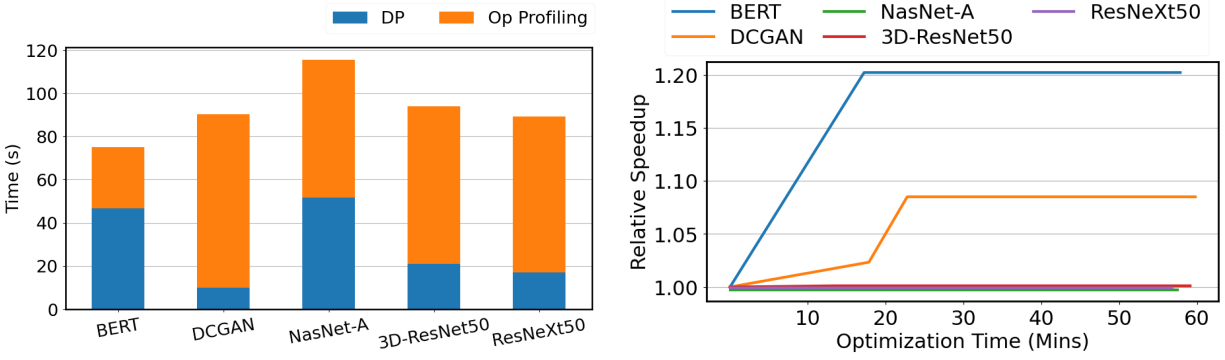 DP Op Profiling
Time (s)
120
100
80
60
40
20
0
BERT DCGAN NasNet-A 3D-ResNet50 ResNeXt50
BERT NasNet-A ResNeXt50
DCGAN 3D-ResNet50
Relative Speedup
1.20
1.15
1.10
1.05
1.00
10 20 30 40 50 60
Optimization Time (Mins)